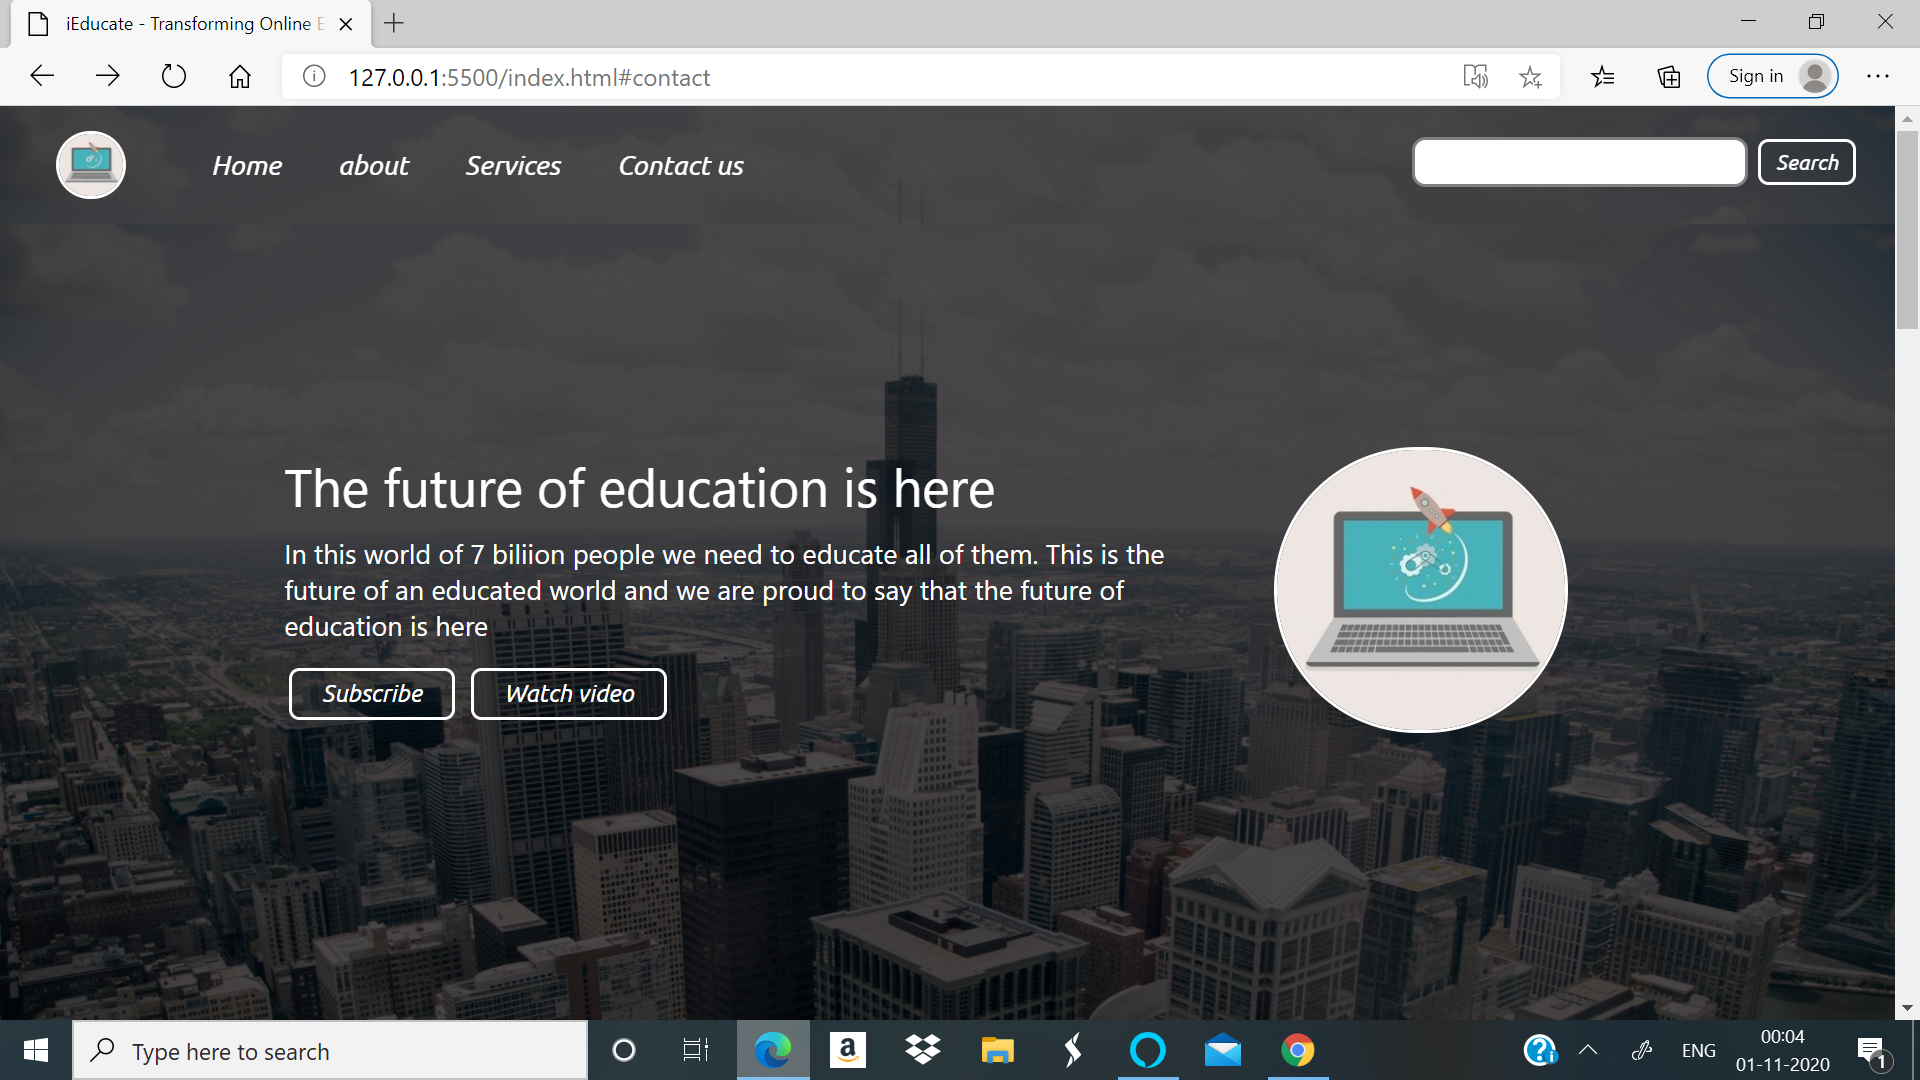 iEducate - Transforming Online E
127.0.0.1:5500/index.html#contact
Sign in
Home
about
Services
Contact us
Search
The future of education is here
In this world of 7 biliion people we need to educate all of them. This is the
future of an educated world and we are proud to say that the future of
education is here
Subscribe
Watch video
Type here to search
a
ENG
00:04
01-11-2020
1